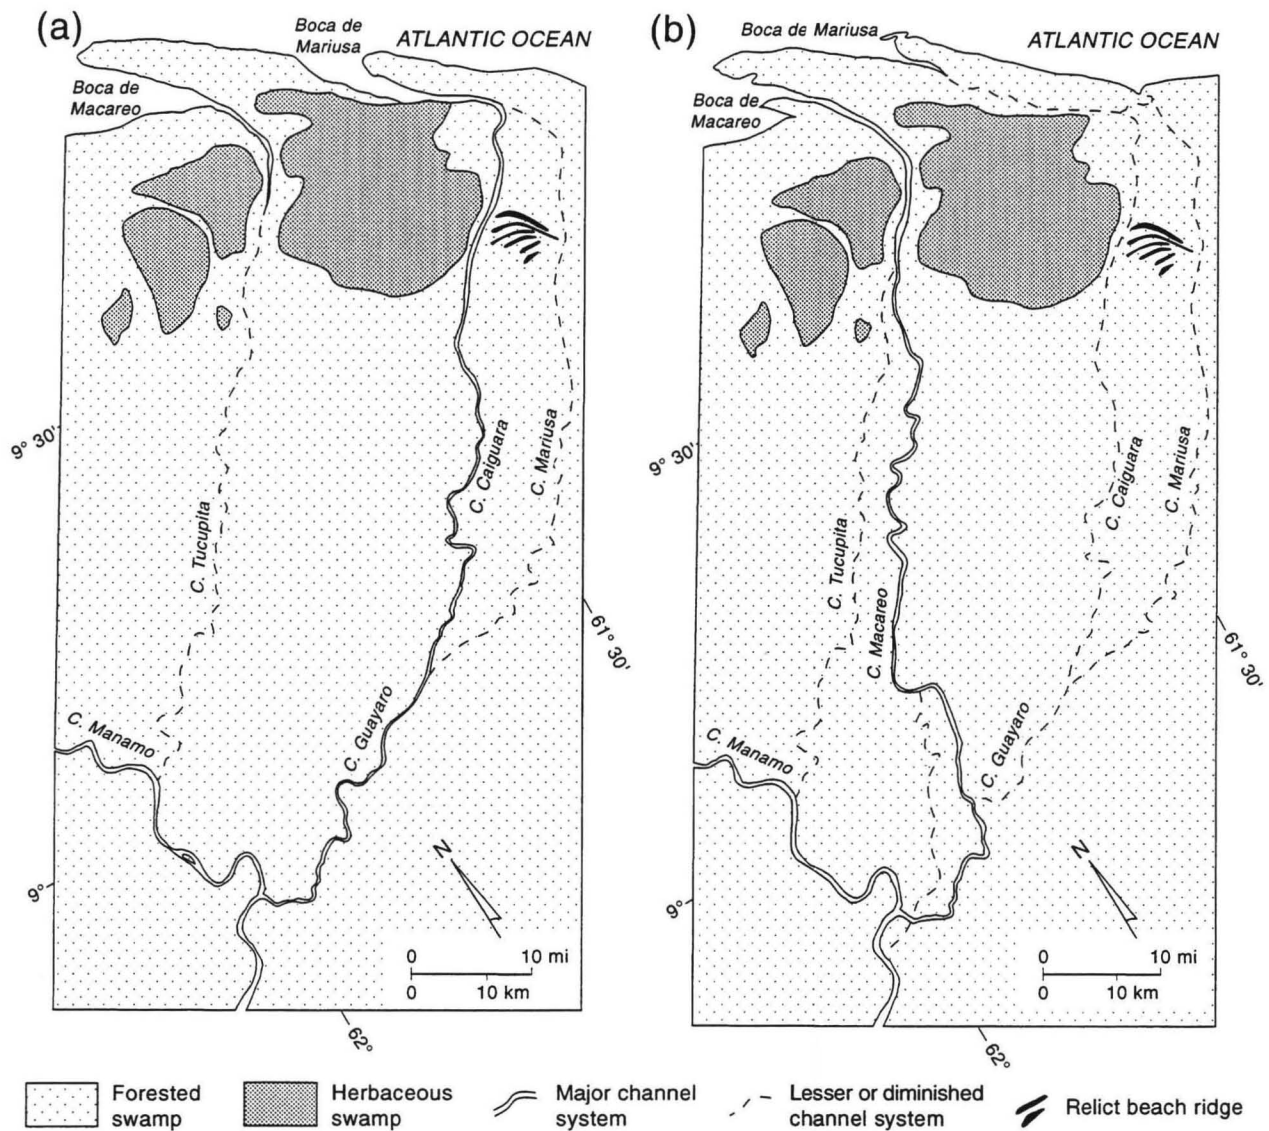 (a)
Boca de
Mariusa
ATLANTIC OCEAN
Boca de
Macareo
9° 30'
C. Caiguara
C. Mariusa
C. Tucupita
61° 30'
C. Guayaro
C. Manamo
N
9°
0 10 mi
0 10 km
62°
(b)
Boca de Mariusa
ATLANTIC OCEAN
Boca de
Macareo
9° 30'
C. Caiguara
C. Mariusa
C. Tucupita
C. Macareo
61° 30'
C. Guayaro
C. Manamo
N
9°
0 10 mi
0 10 km
62°
Forested
swamp
Herbaceous
swamp
Major channel
system
Lesser or diminished
channel system
Relict beach ridge